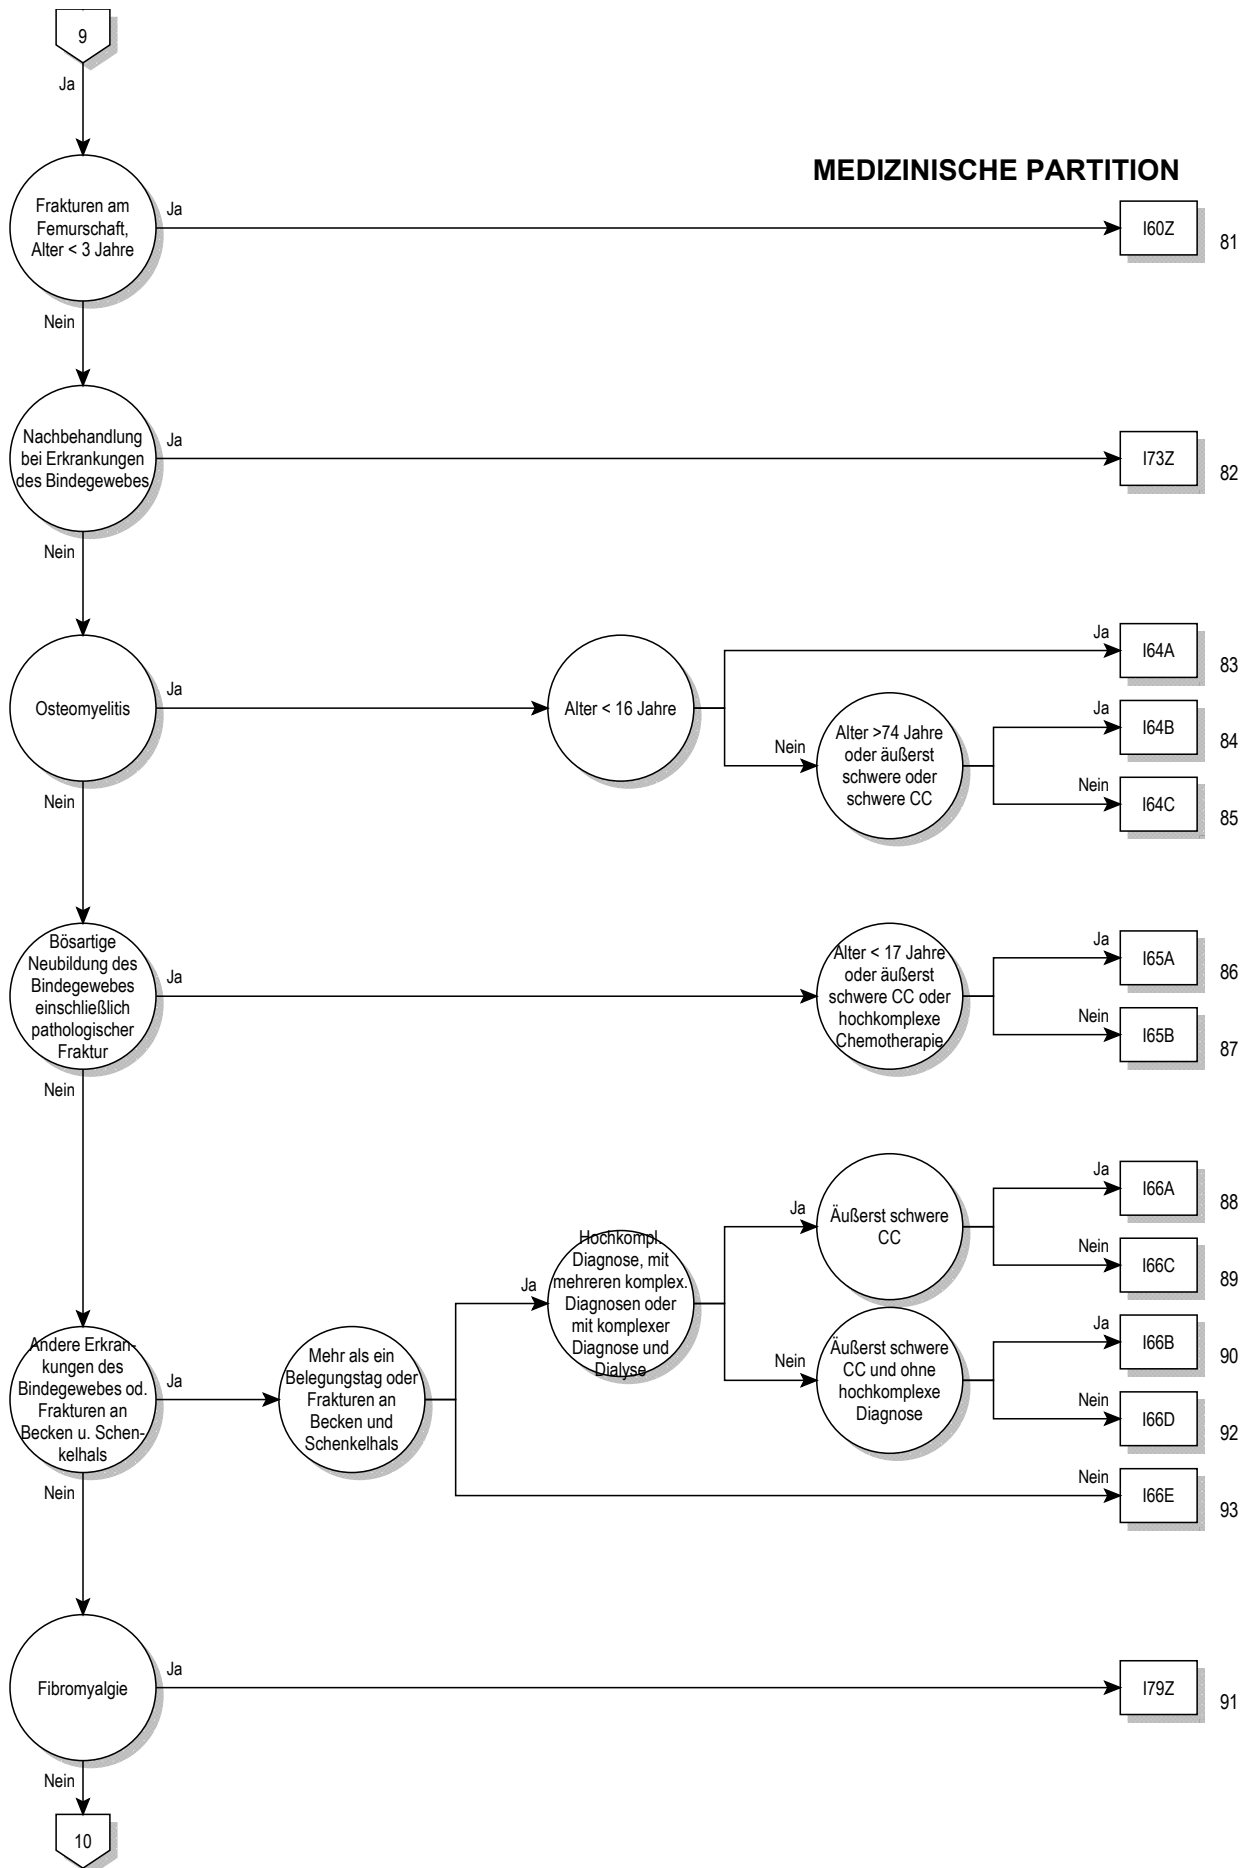 9
Ja
MEDIZINISCHE PARTITION
Frakturen am
Femurschaft,
Alter < 3 Jahre
Ja
I60Z
81
Nein
Nachbehandlung
bei Erkrankungen
des Bindegewebes
Ja
I73Z
82
Nein
Osteomyelitis
Ja
Alter < 16 Jahre
Ja
I64A
83
Nein
Alter >74 Jahre
oder äußerst
schwere oder
schwere CC
Ja
I64B
84
Nein
I64C
85
Nein
Bösartige
Neubildung des
Bindegewebes
einschließlich
pathologischer
Fraktur
Ja
Alter < 17 Jahre
oder äußerst
schwere CC oder
hochkomplexe
Chemotherapie
Ja
I65A
86
Nein
I65B
87
Nein
Andere Erkran-
kungen des
Bindegewebes od.
Frakturen an
Becken u. Schen-
kelhals
Ja
Mehr als ein
Belegungstag oder
Frakturen an
Becken und
Schenkelhals
Ja
Hochkompl.
Diagnose, mit
mehreren komplex.
Diagnosen oder
mit komplexer
Diagnose und
Dialyse
Ja
Äußerst schwere
CC
Ja
I66A
88
Nein
I66C
89
Nein
Äußerst schwere
CC und ohne
hochkomplexe
Diagnose
Ja
I66B
90
Nein
I66D
92
Nein
I66E
93
Nein
Fibromyalgie
Ja
I79Z
91
Nein
10